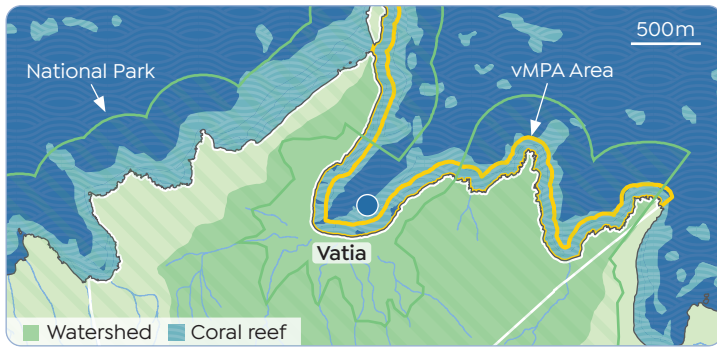 500m
National Park
vMPA Area
Vatia
Watershed
Coral reef